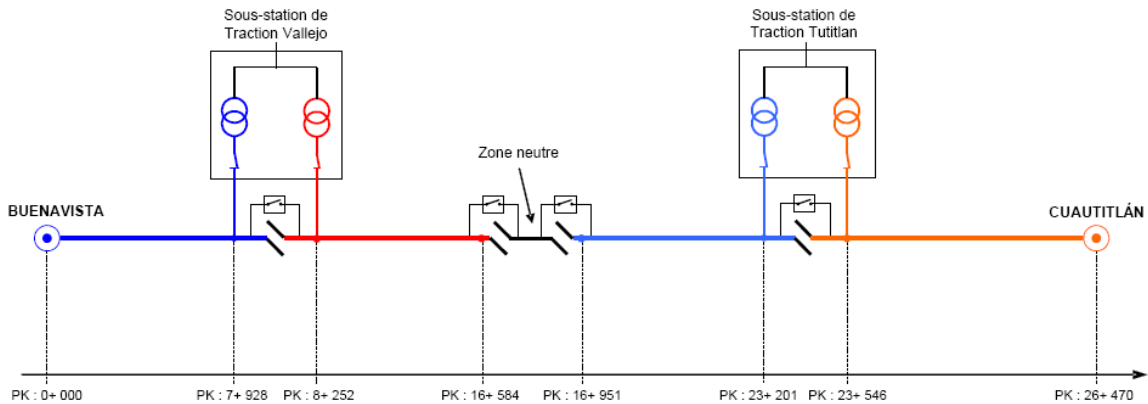 Sous-station de
Traction Vallejo
Sous-station de
Traction Tutitlan
Zone neutre
BUENAVISTA
CUAUTITLÁN
PK : 0+ 000
PK : 7+ 928
PK : 8+ 252
PK : 16+ 584
PK : 16+ 951
PK : 23+ 201
PK : 23+ 546
PK : 26+ 470